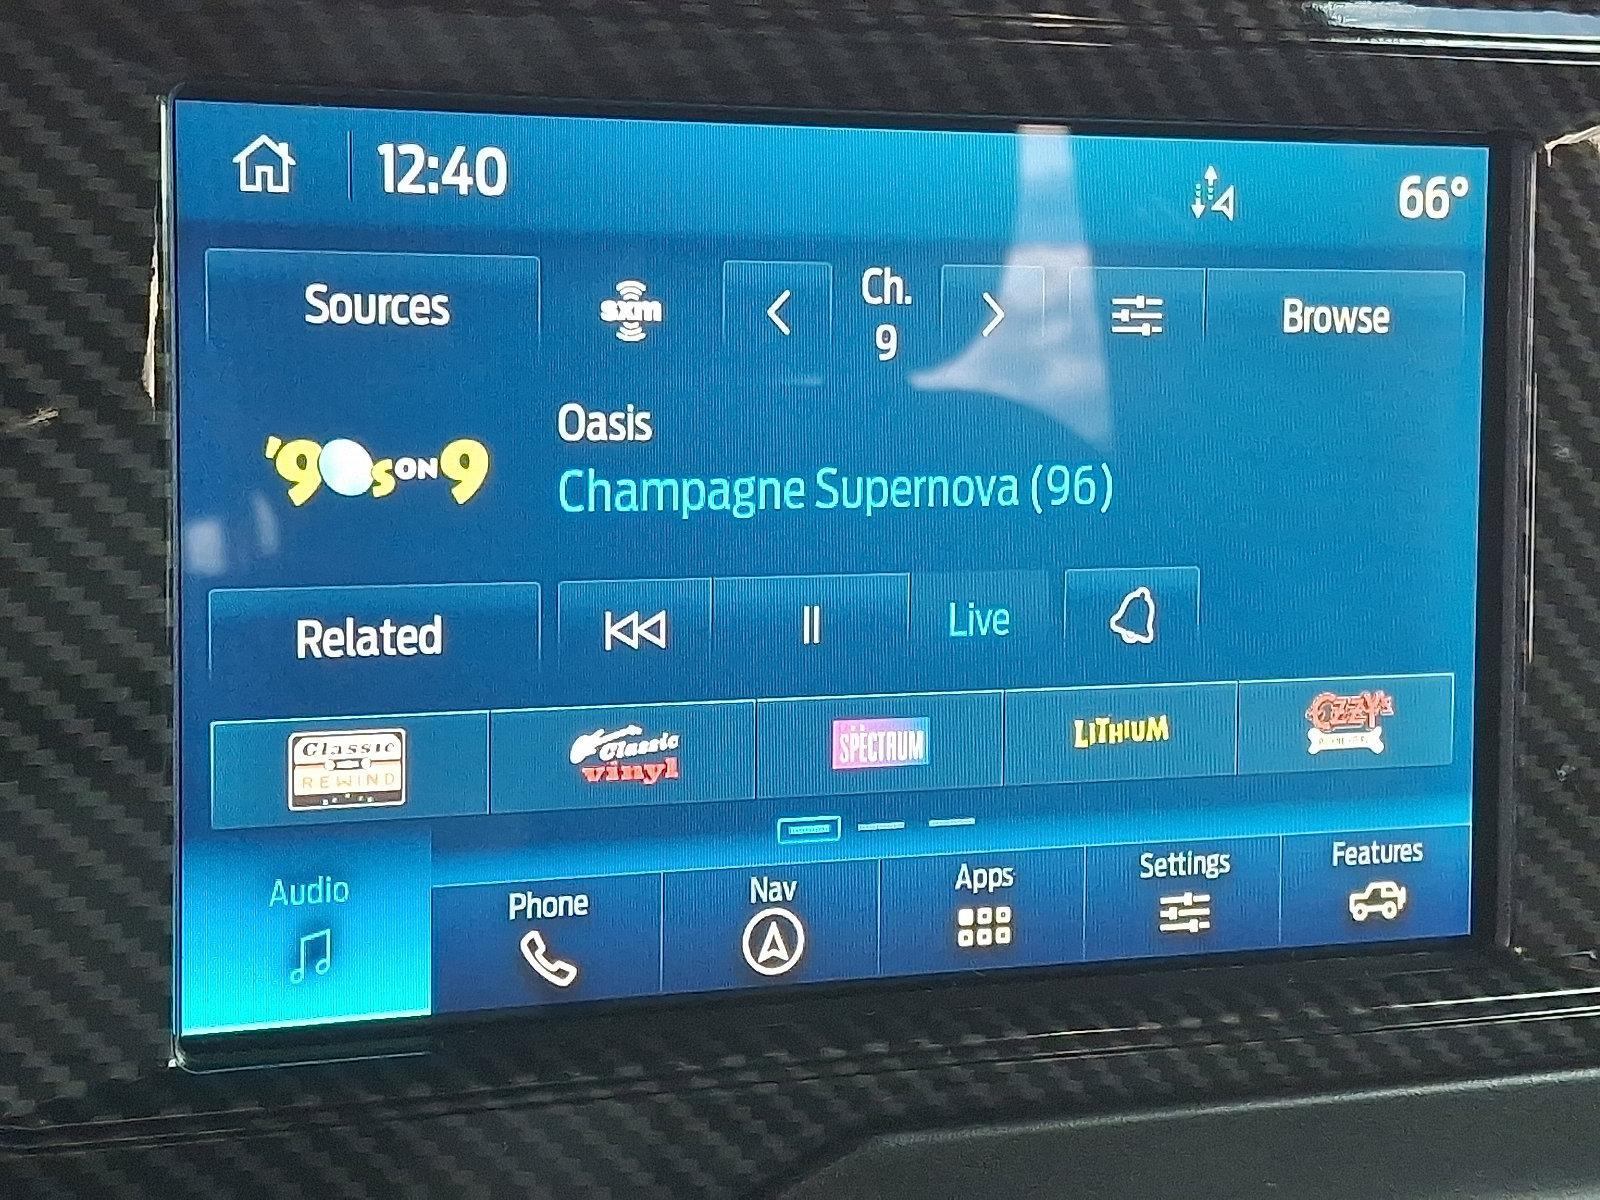 12:40
66°
Sources
sxm
Ch.
9
Browse
'90s ON 9
Oasis
Champagne Supernova (96)
Related
Live
Classic
REWIND
Classic
vinyl
SPECTRUM
LITHIUM
OZZY's
Audio
Phone
Nav
Apps
Settings
Features